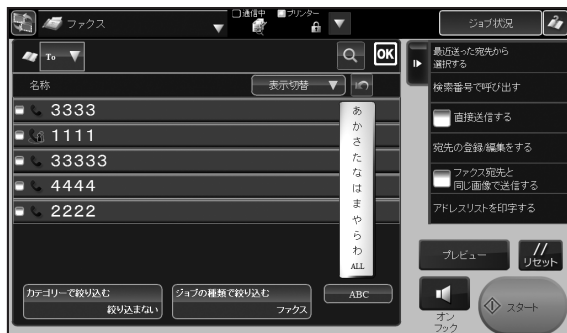 ファクス
通信中
プリンター
ジョブ状況
To
OK
最近送った宛先から
選択する
名称
表示切替
検索番号で呼び出す
3333
直接送信する
1111
33333
宛先の登録/編集をする
4444
ファクス宛先と
同じ画像で送信する
2222
アドレスリストを印字する
あ
か
さ
た
な
は
ま
や
ら
わ
ALL
プレビュー
リセット
カテゴリーで絞り込む
絞り込まない
ジョブの種類で絞り込む
ファクス
ABC
オン
フック
スタート